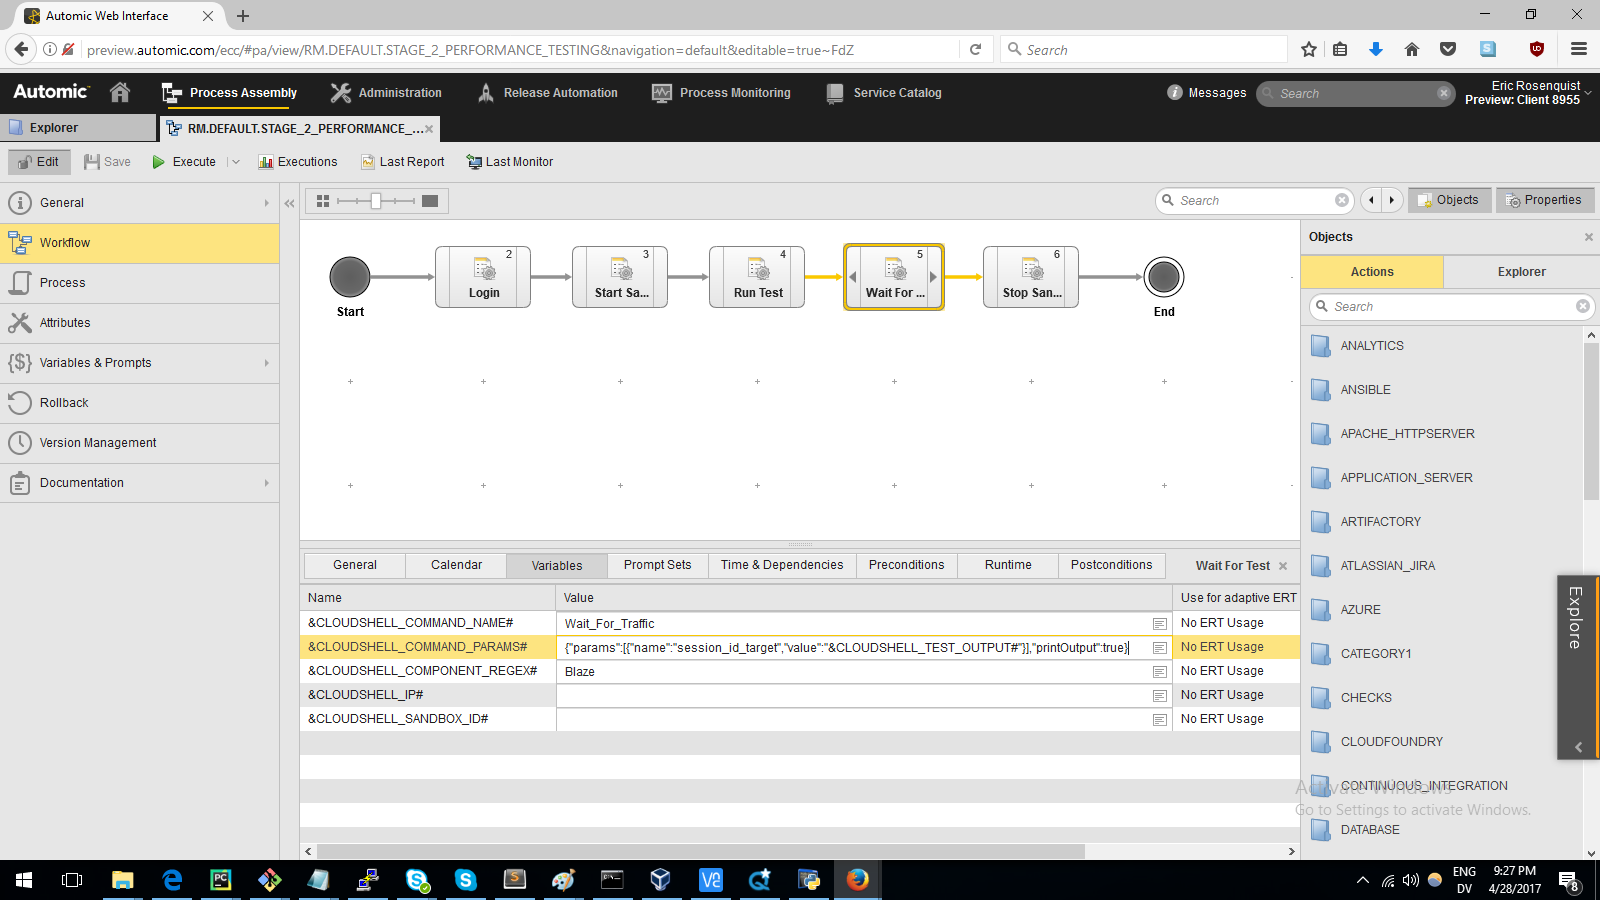 Automic Web Interface
preview.automic.com/ecc/#pa/view/RM.DEFAULT.STAGE_2_PERFORMANCE_TESTING&navigation=default&editable=true~FdZ
Search
Automic
Process Assembly
Administration
Release Automation
Process Monitoring
Service Catalog
Messages
Search
Eric Rosenquist
Preview: Client 8955
Explorer
RM.DEFAULT.STAGE_2_PERFORMANCE_...
Edit
Save
Execute
Executions
Last Report
Last Monitor
General
Workflow
Process
Attributes
Variables & Prompts
Rollback
Version Management
Documentation
Search
Objects
Properties
Start
2
Login
3
Start Sa...
4
Run Test
5
Wait For ...
6
Stop San...
End
Objects
Actions
Explorer
Search
ANALYTICS
ANSIBLE
APACHE_HTTPSERVER
APPLICATION_SERVER
ARTIFACTORY
ATLASSIAN_JIRA
AZURE
CATEGORY1
CHECKS
CLOUDFOUNDRY
CONTINUOUS_INTEGRATION
DATABASE
Explore
General
Calendar
Variables
Prompt Sets
Time & Dependencies
Preconditions
Runtime
Postconditions
Wait For Test
Name
Value
Use for adaptive ERT
&CLOUDSHELL_COMMAND_NAME#
Wait_For_Traffic
No ERT Usage
&CLOUDSHELL_COMMAND_PARAMS#
{"params":[{"name":"session_id_target","value":"&CLOUDSHELL_TEST_OUTPUT#"}],"printOutput":true}
No ERT Usage
&CLOUDSHELL_COMPONENT_REGEX#
Blaze
No ERT Usage
&CLOUDSHELL_IP#
No ERT Usage
&CLOUDSHELL_SANDBOX_ID#
No ERT Usage
Activate Windows
Go to Settings to activate Windows.
ENG
DV
9:27 PM
4/28/2017
8